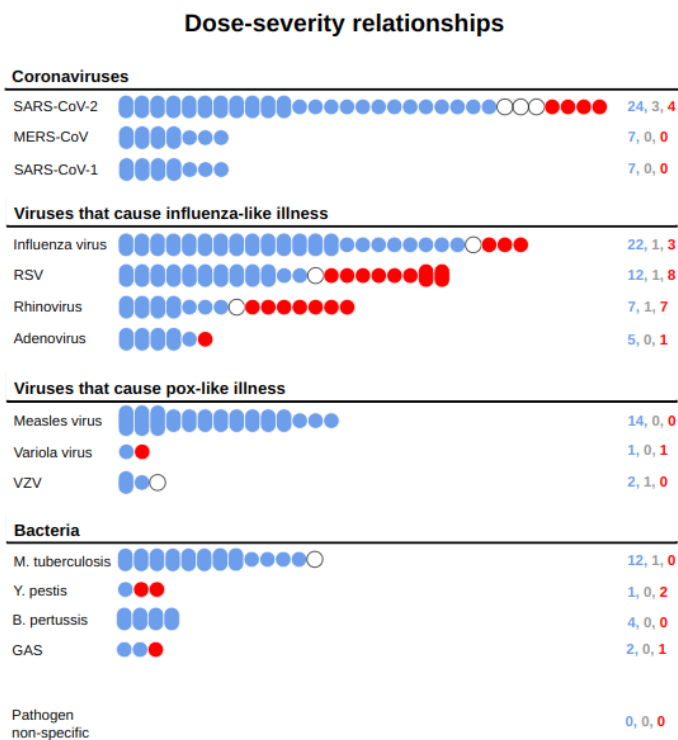 Dose-severity relationships
Coronaviruses
SARS-CoV-2 24, 3, 4
MERS-CoV 7, 0, 0
SARS-CoV-1 7, 0, 0
Viruses that cause influenza-like illness
Influenza virus 22, 1, 3
RSV 12, 1, 8
Rhinovirus 7, 1, 7
Adenovirus 5, 0, 1
Viruses that cause pox-like illness
Measles virus 14, 0, 0
Variola virus 1, 0, 1
VZV 2, 1, 0
Bacteria
M. tuberculosis 12, 1, 0
Y. pestis 1, 0, 2
B. pertussis 4, 0, 0
GAS 2, 0, 1
Pathogen
non-specific 0, 0, 0